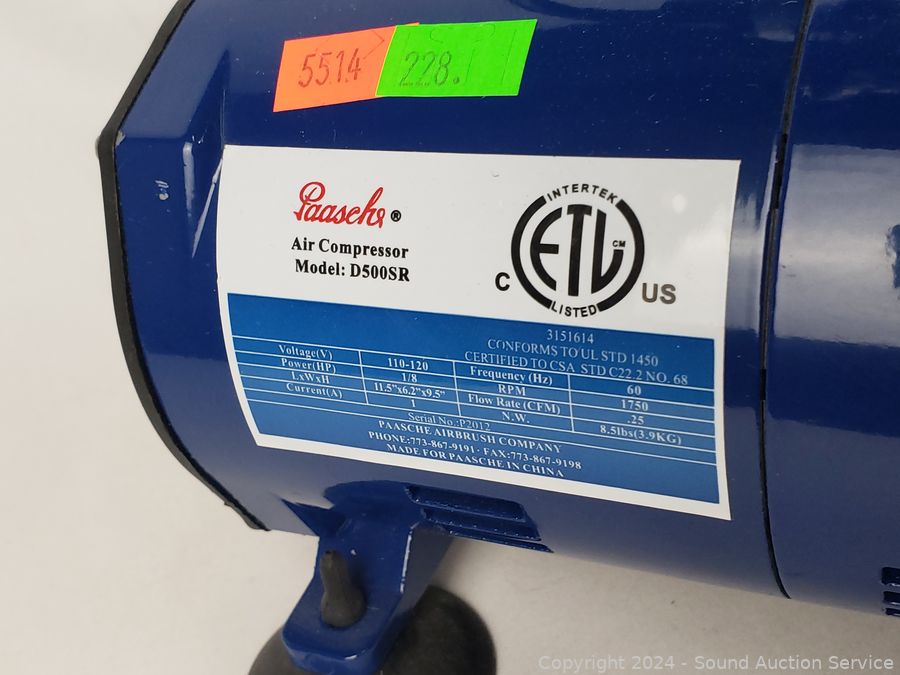 5514
228.
Paasche®
Air Compressor
Model: D500SR
INTERTEK
ETL CM
LISTED
C US
3151614
CONFORMS TO UL STD 1450
CERTIFIED TO CSA STD C22.2 NO. 68
Voltage(V) 110-120 Frequency (Hz) 60
Power(HP) 1/8 RPM 1750
LxWxH 11.5"x6.2"x9.5" Flow Rate (CFM) .25
Current(A) 1 N.W. 8.5lbs(3.9KG)
Serial No.:P2012
PAASCHE AIRBRUSH COMPANY
PHONE:773-867-9191 · FAX:773-867-9198
MADE FOR PAASCHE IN CHINA
Copyright 2024 - Sound Auction Service